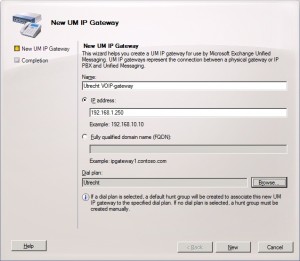 New UM IP Gateway
New UM IP Gateway
Completion
New UM IP Gateway
This wizard helps you create a UM IP gateway for use by Microsoft Exchange Unified
Messaging. UM IP gateways represent the connection between a physical gateway or IP
PBX and Unified Messaging.
Name:
Utrecht VOIP-gateway
IP address:
192.168.1.250
Example: 192.168.10.10
Fully qualified domain name (FQDN):
Example: ipgateway1.contoso.com
Dial plan:
Utrecht
Browse...
If a dial plan is selected, a default hunt group will be created to associate this new UM
IP gateway to the specified dial plan. If no dial plan is selected, a hunt group must be
created manually.
Help
< Back
New
Cancel